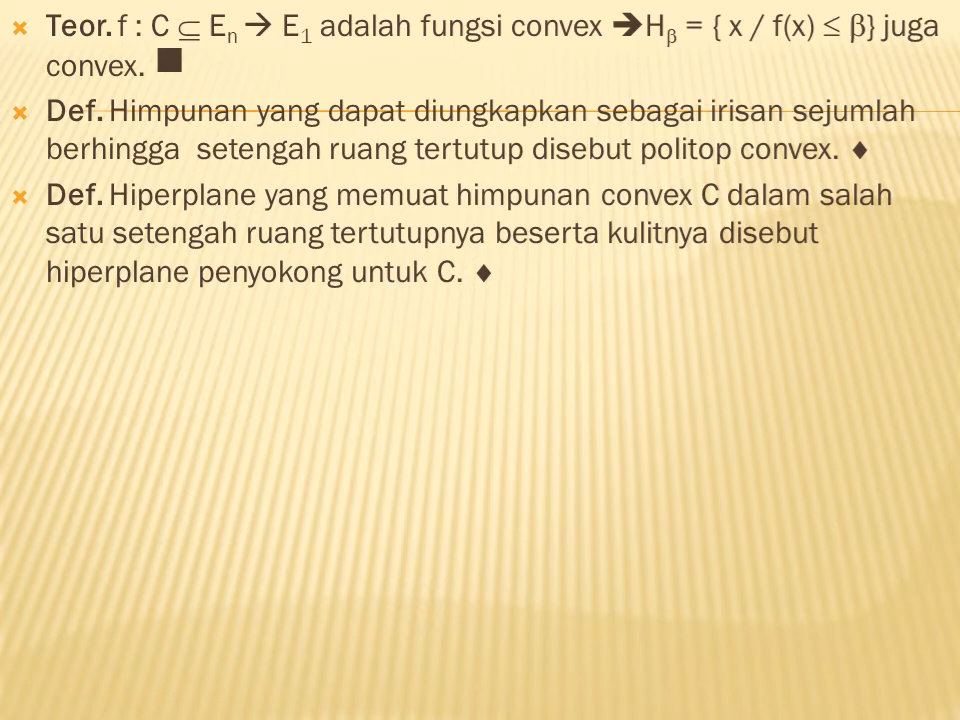 × Teor. f : C ⊆ Eₙ → E₁ adalah fungsi convex ➔H_β = { x / f(x) ≤ β} juga
convex. ■
× Def. Himpunan yang dapat diungkapkan sebagai irisan sejumlah
berhingga setengah ruang tertutup disebut politop convex. ♦
× Def. Hiperplane yang memuat himpunan convex C dalam salah
satu setengah ruang tertutupnya beserta kulitnya disebut
hiperplane penyokong untuk C. ♦